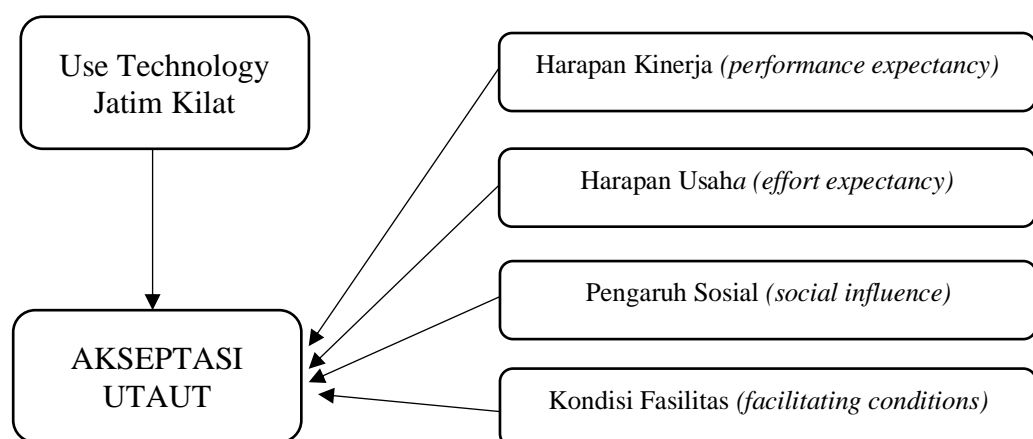 Use Technology
Jatim Kilat
Harapan Kinerja (performance expectancy)
Harapan Usaha (effort expectancy)
Pengaruh Sosial (social influence)
AKSEPTASI
UTAUT
Kondisi Fasilitas (facilitating conditions)